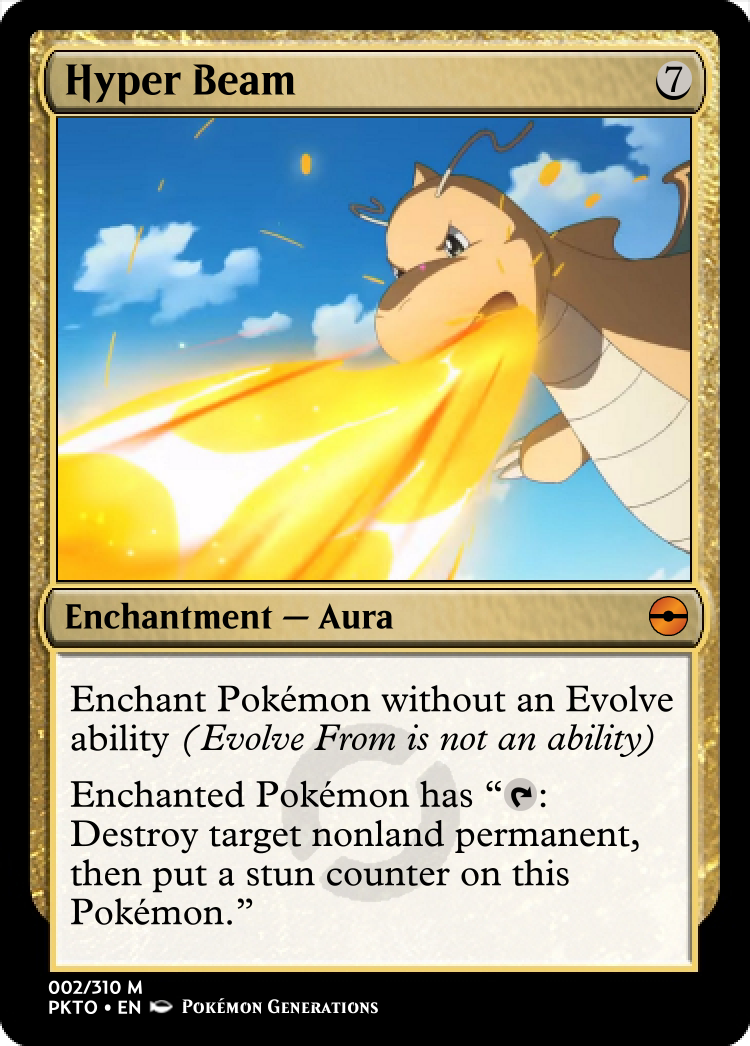 Hyper Beam
7
Enchantment — Aura
Enchant Pokémon without an Evolve
ability (Evolve From is not an ability)
Enchanted Pokémon has “:
Destroy target nonland permanent,
then put a stun counter on this
Pokémon.”
002/310 M
PKTO • EN Pokémon Generations